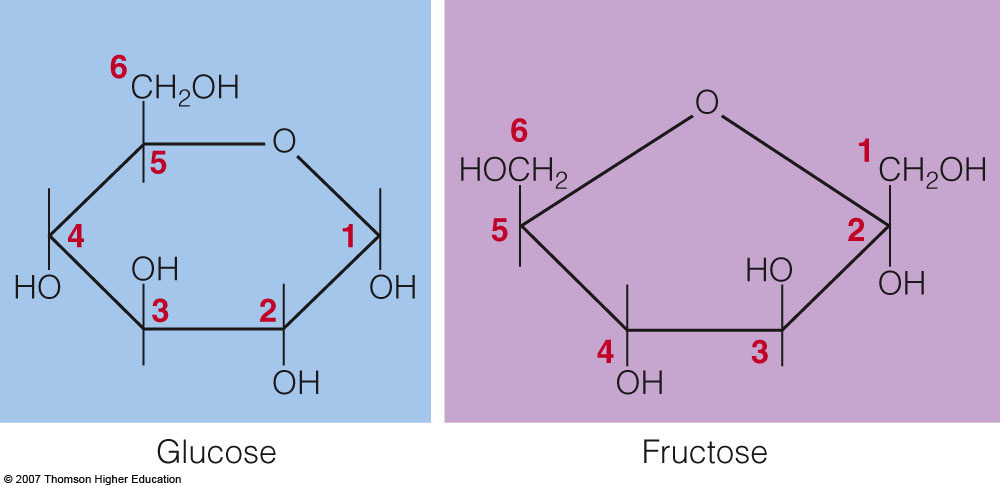 6
CH2OH
O
5
4
1
OH
HO
3
2
OH
OH
Glucose
O
6
HOCH2
1
CH2OH
5
2
HO
OH
4
3
OH
Fructose
© 2007 Thomson Higher Education